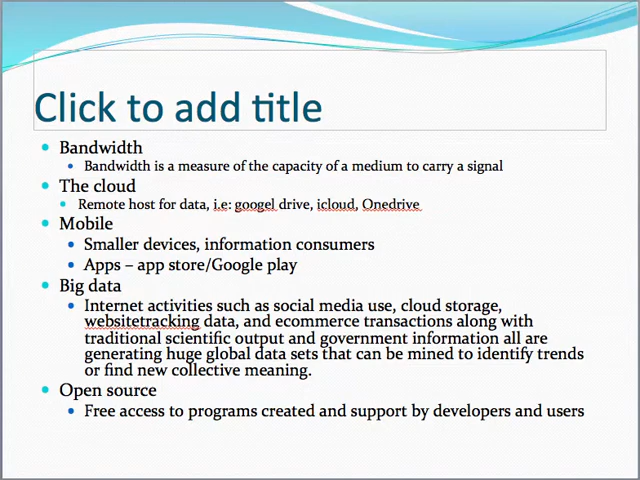 Click to add title
Bandwidth
Bandwidth is a measure of the capacity of a medium to carry a signal
The cloud
Remote host for data, i.e: googel drive, icloud, Onedrive
Mobile
Smaller devices, information consumers
Apps – app store/Google play
Big data
Internet activities such as social media use, cloud storage,
websitetracking data, and ecommerce transactions along with
traditional scientific output and government information all are
generating huge global data sets that can be mined to identify trends
or find new collective meaning.
Open source
Free access to programs created and support by developers and users